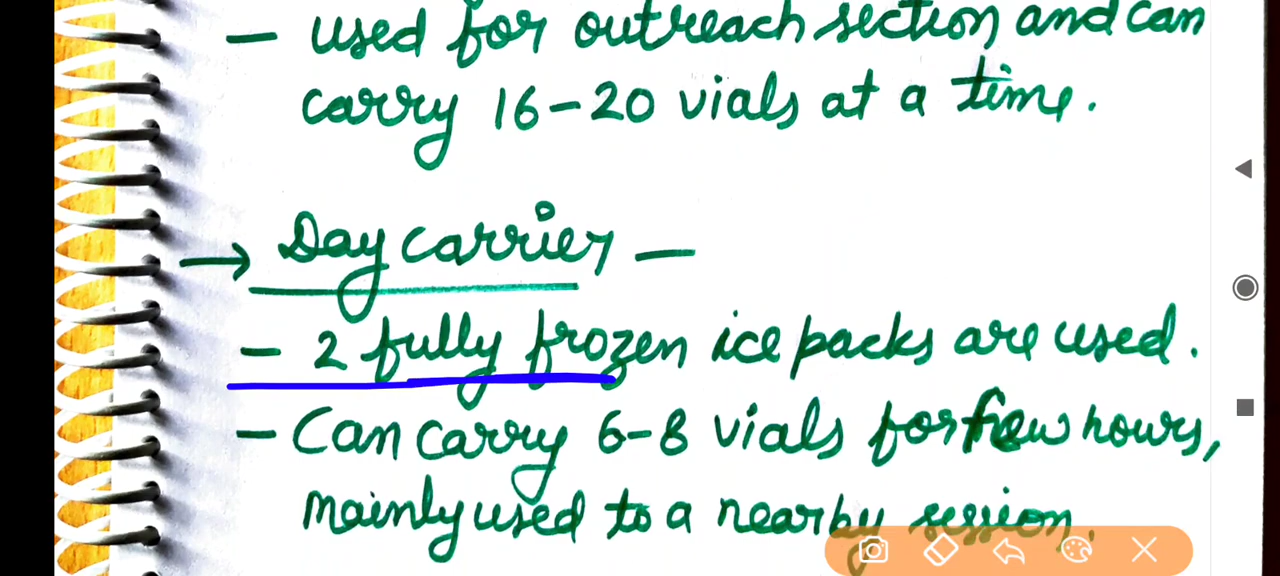 - used for outreach section and can
carry 16-20 vials at a time.
→ Day carrier -
- 2 fully frozen ice packs are used.
- Can carry 6-8 vials for few hours,
mainly used to a nearby session.